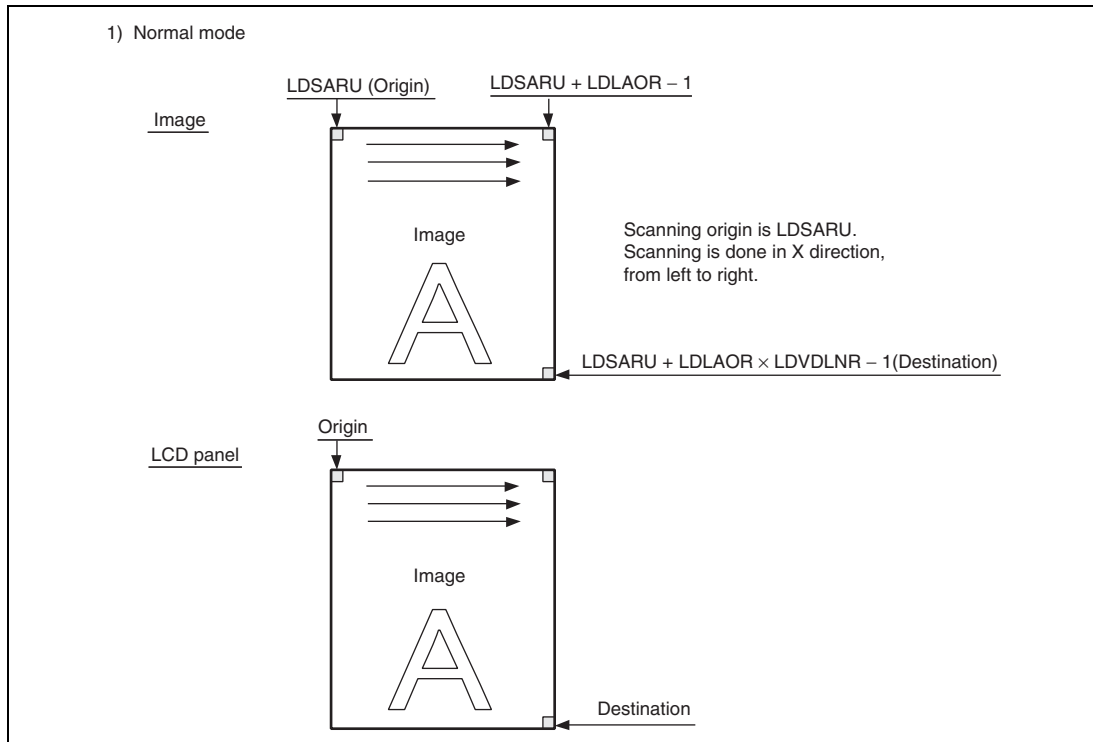 1) Normal mode
LDSARU (Origin)
LDSARU + LDLAOR − 1
Image
Image
A
Scanning origin is LDSARU.
Scanning is done in X direction,
from left to right.
LDSARU + LDLAOR × LDVDLNR − 1(Destination)
Origin
LCD panel
Image
A
Destination